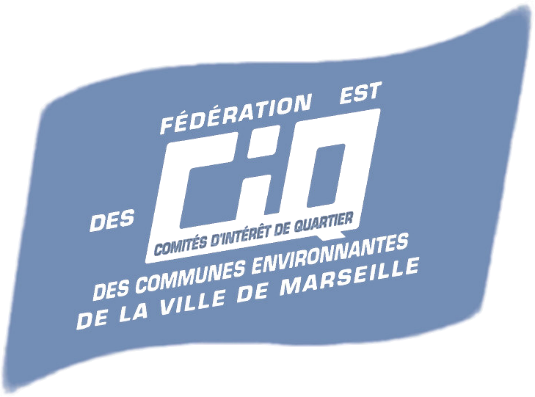 FÉDÉRATION EST
DES CIQ
COMITÉS D'INTÉRÊT DE QUARTIER
DES COMMUNES ENVIRONNANTES
DE LA VILLE DE MARSEILLE